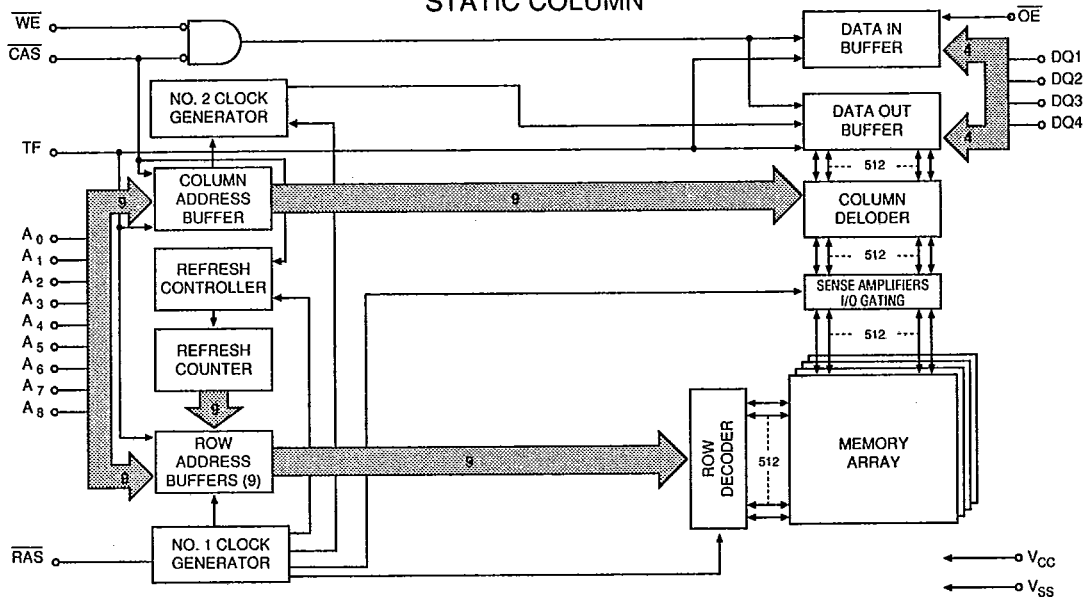 STATIC COLUMN
WE
CAS
TF
A0
A1
A2
A3
A4
A5
A6
A7
A8
RAS
NO. 2 CLOCK
GENERATOR
9
COLUMN
ADDRESS
BUFFER
9
REFRESH
CONTROLLER
REFRESH
COUNTER
9
9
ROW
ADDRESS
BUFFERS (9)
9
NO. 1 CLOCK
GENERATOR
DATA IN
BUFFER
OE
4
DQ1
DQ2
DQ3
DQ4
DATA OUT
BUFFER
4
512
COLUMN
DELODER
512
SENSE AMPLIFIERS
I/O GATING
512
ROW
DECODER
512
MEMORY
ARRAY
VCC
VSS